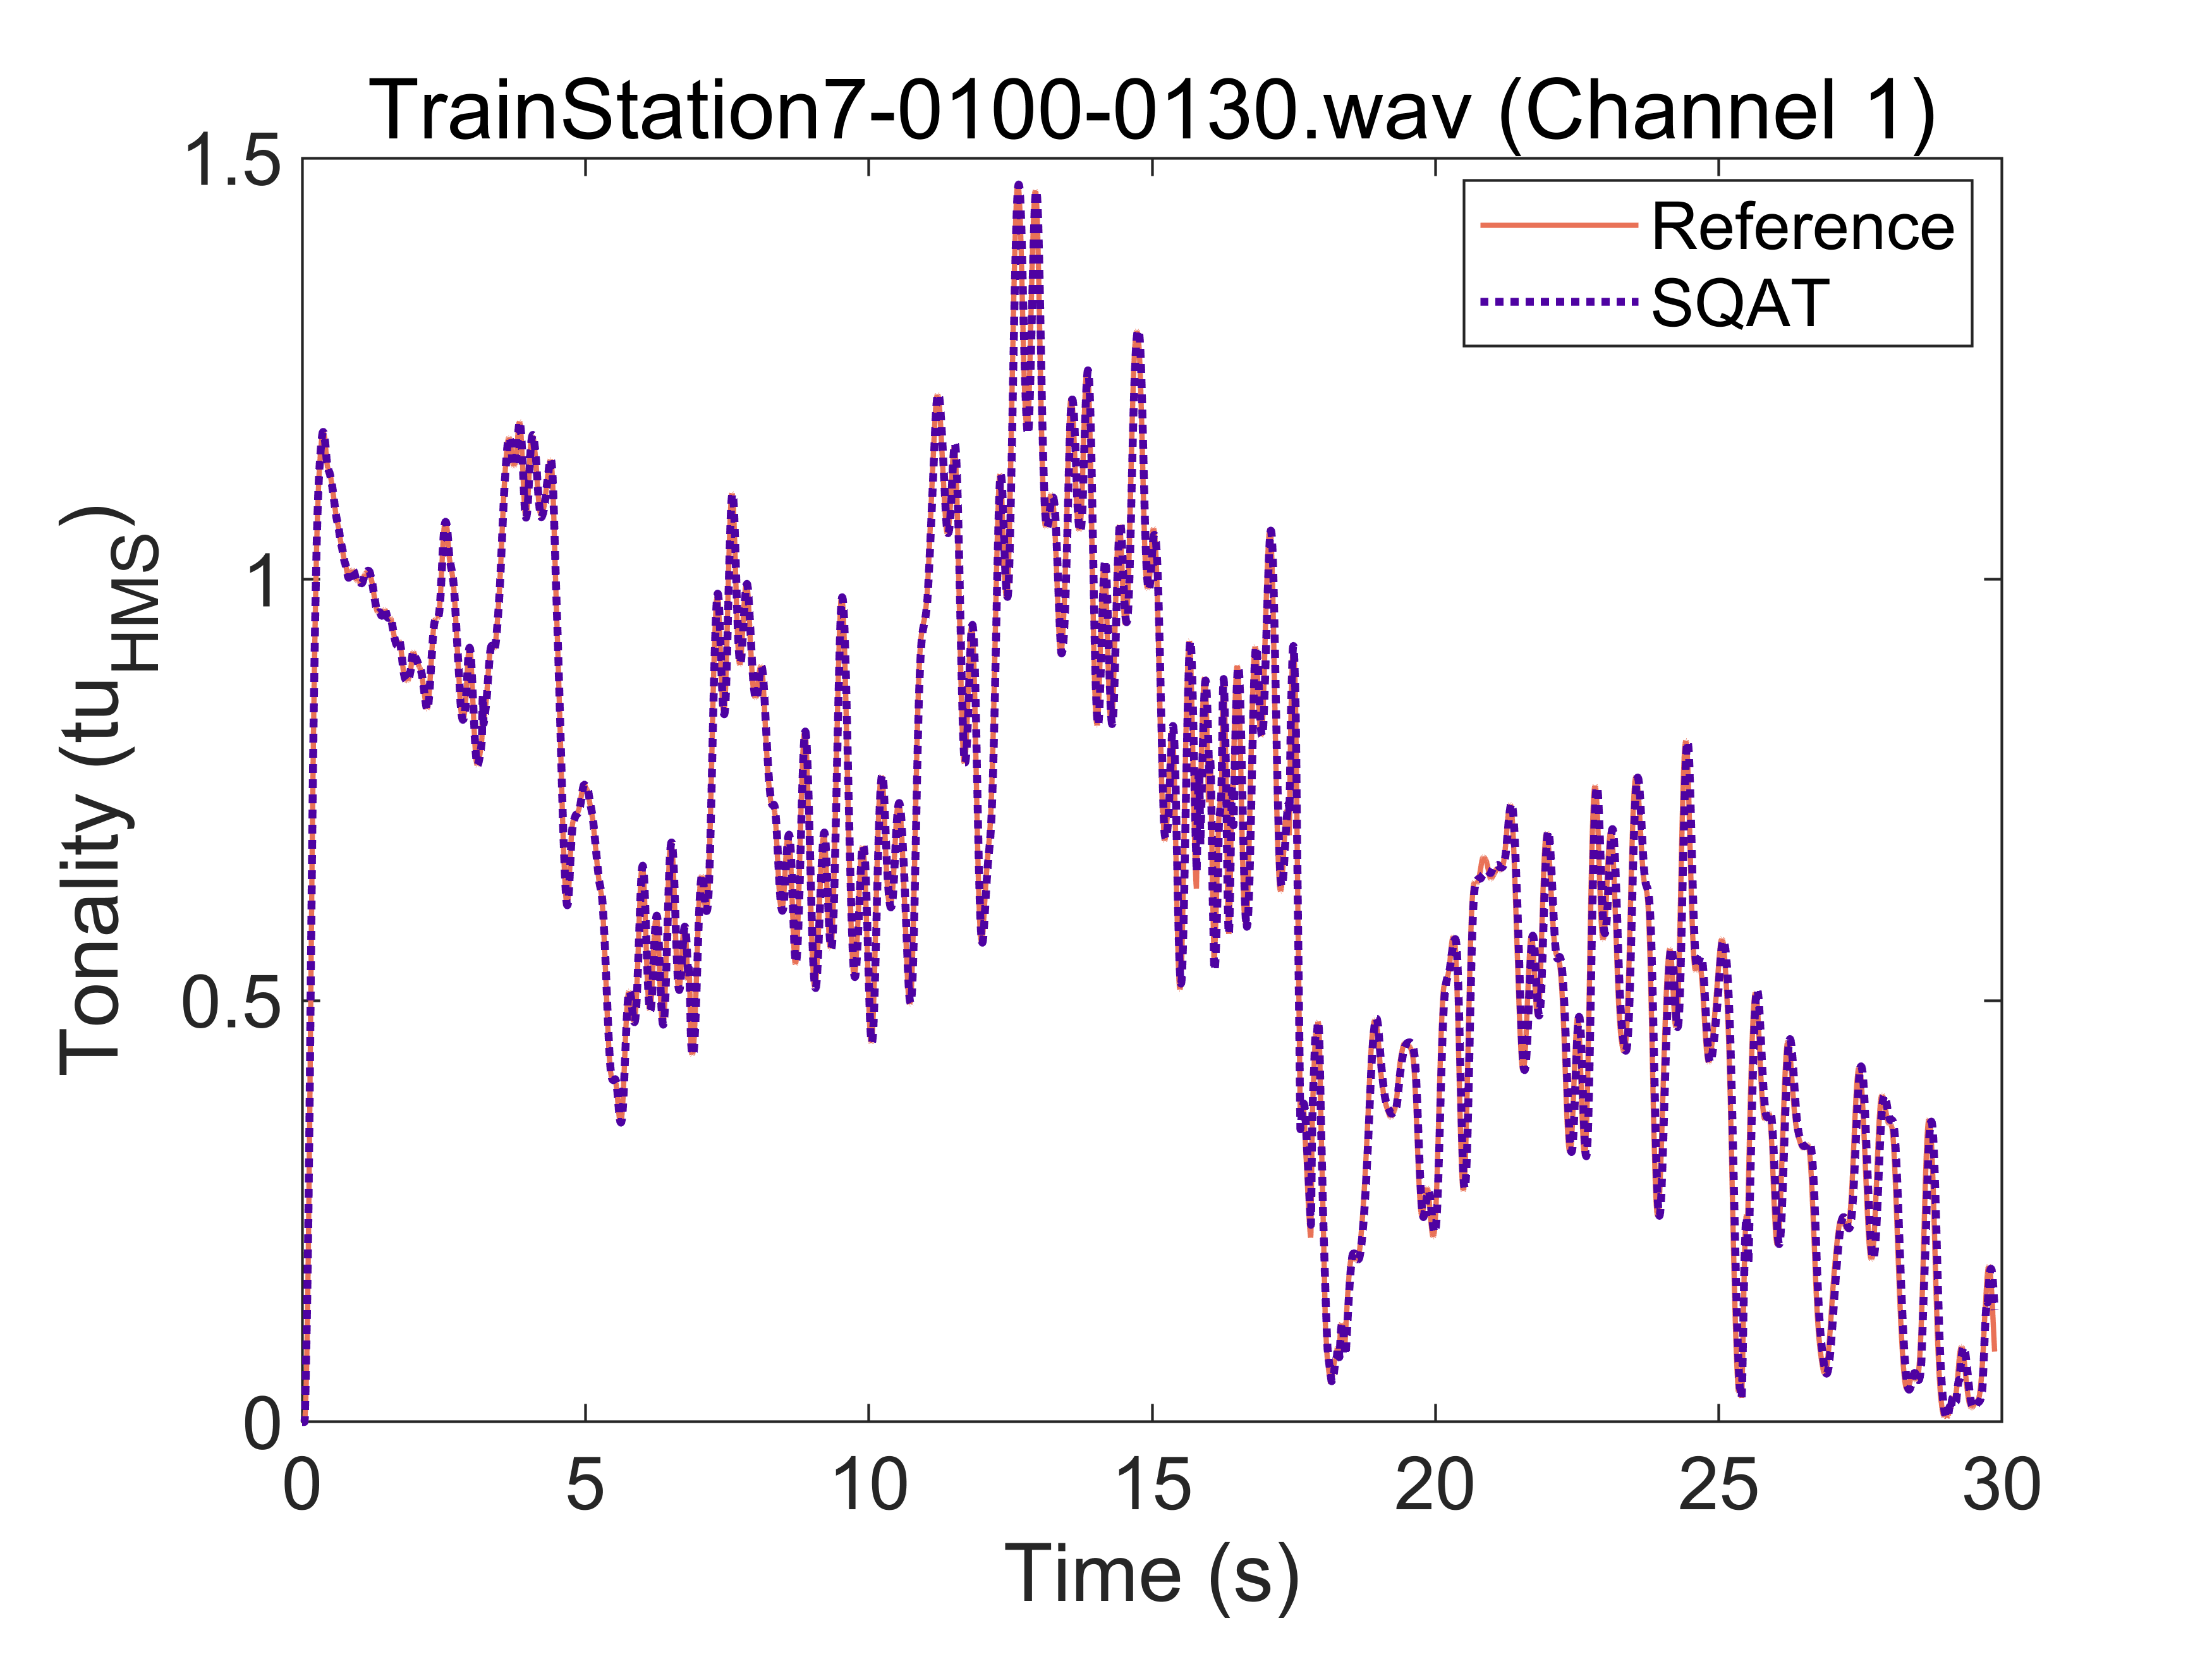 TrainStation7-0100-0130.wav (Channel 1)
1.5
1
0.5
0
Tonality (tuHMS)
Reference
SQAT
0 5 10 15 20 25 30
Time (s)